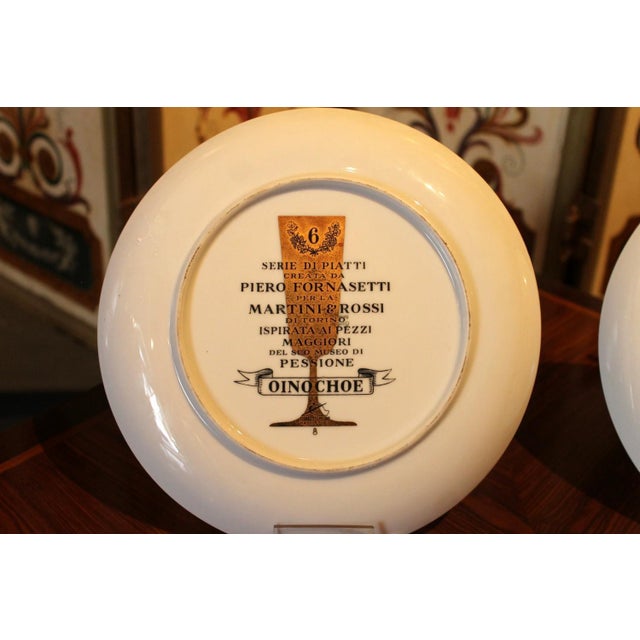 6
SERIE DI PIATTI
CREATA DA
PIERO FORNASETTI
PER LA
MARTINI & ROSSI
DI TORINO
ISPIRATA AI PEZZI
MAGGIORI
DEL SUO MUSEO DI
PESSIONE
OINOCHOE
8